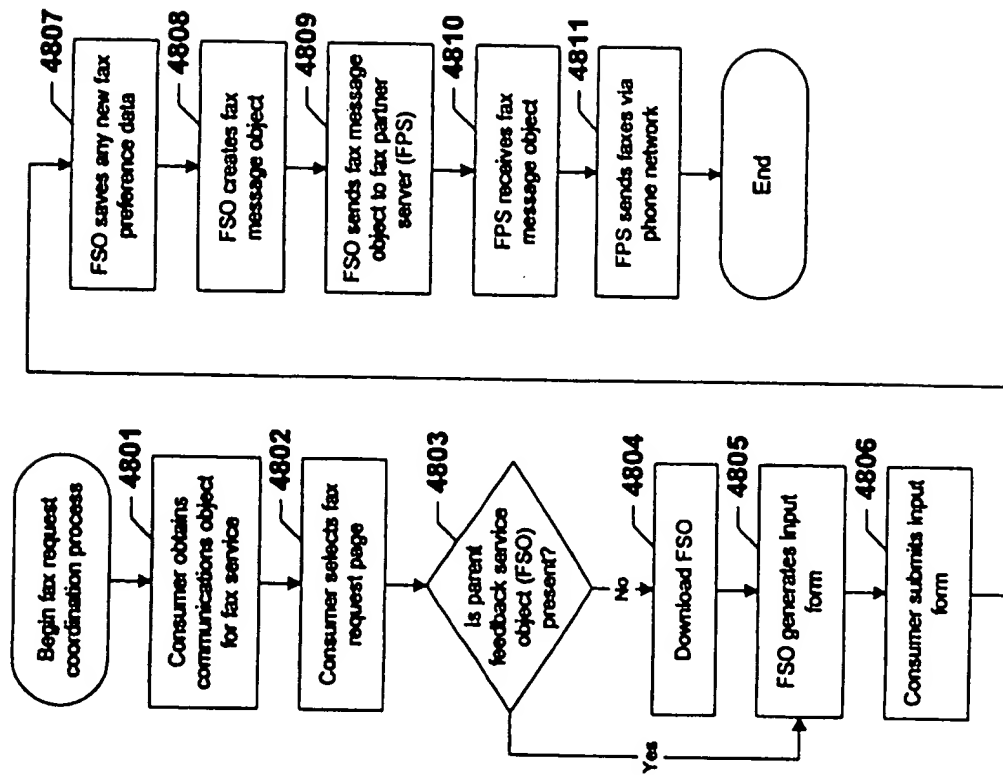 Begin fax request
coordination process
4801
Consumer obtains
communications object
for fax service
4802
Consumer selects fax
request page
4803
Is parent
feedback service
object (FSO)
present?
No
Yes
4804
Download FSO
4805
FSO generates input
form
4806
Consumer submits input
form
4807
FSO saves any new fax
preference data
4808
FSO creates fax
message object
4809
FSO sends fax message
object to fax partner
server (FPS)
4810
FPS receives fax
message object
4811
FPS sends faxes via
phone network
End